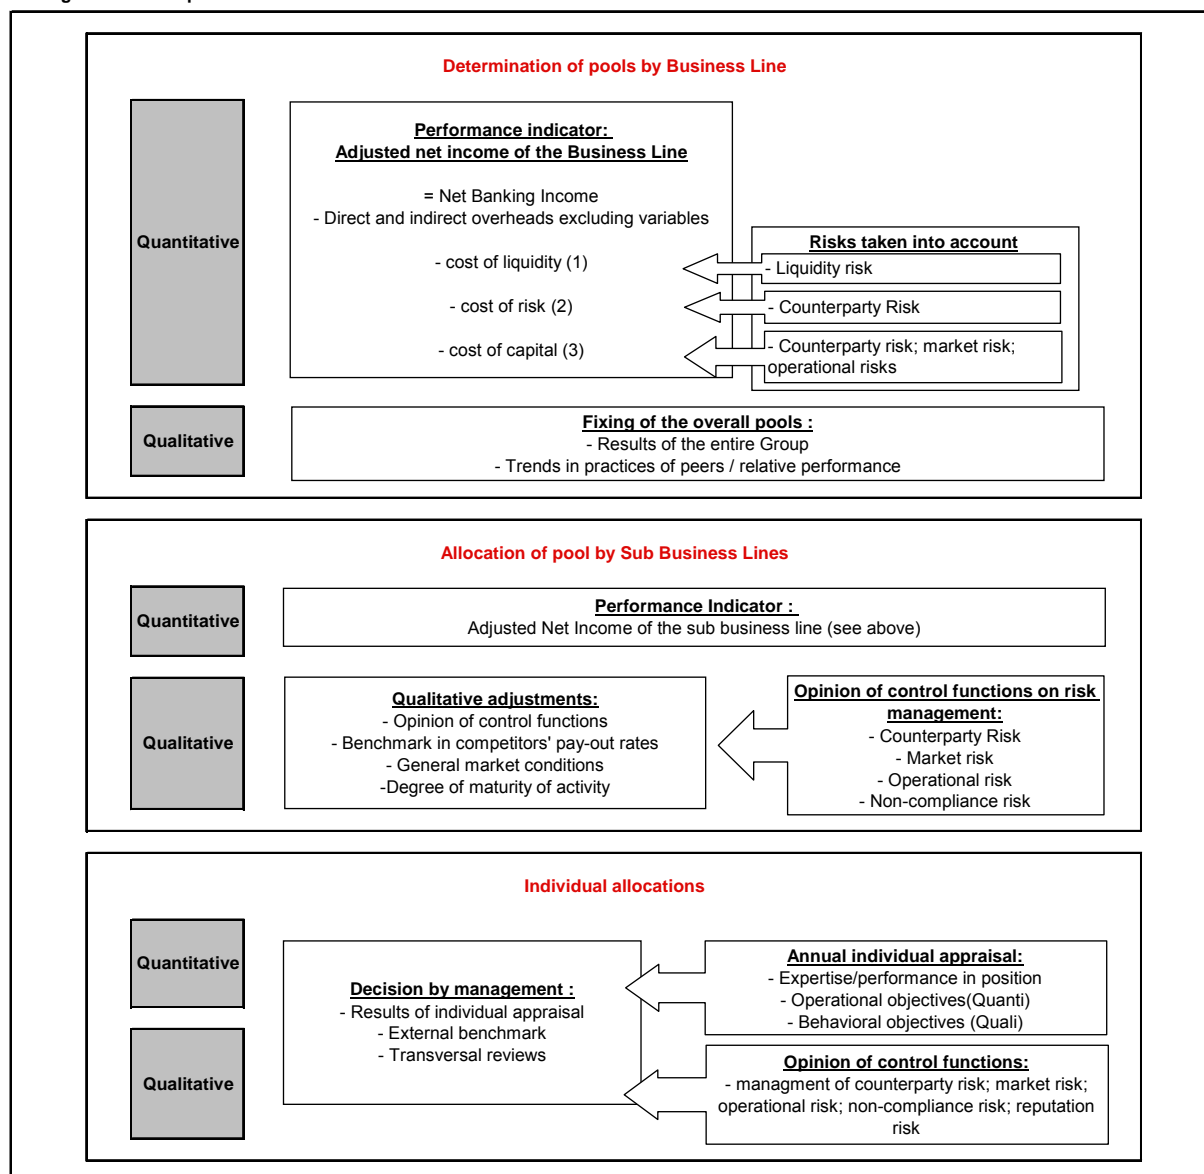 Determination of pools by Business Line
Quantitative
Performance indicator:
Adjusted net income of the Business Line
= Net Banking Income
- Direct and indirect overheads excluding variables
- cost of liquidity (1)
- cost of risk (2)
- cost of capital (3)
Risks taken into account
- Liquidity risk
- Counterparty Risk
- Counterparty risk; market risk;
operational risks
Qualitative
Fixing of the overall pools :
- Results of the entire Group
- Trends in practices of peers / relative performance
Allocation of pool by Sub Business Lines
Quantitative
Performance Indicator :
Adjusted Net Income of the sub business line (see above)
Qualitative
Qualitative adjustments:
- Opinion of control functions
- Benchmark in competitors' pay-out rates
- General market conditions
-Degree of maturity of activity
Opinion of control functions on risk
management:
- Counterparty Risk
- Market risk
- Operational risk
- Non-compliance risk
Individual allocations
Quantitative
Qualitative
Decision by management :
- Results of individual appraisal
- External benchmark
- Transversal reviews
Annual individual appraisal:
- Expertise/performance in position
- Operational objectives(Quanti)
- Behavioral objectives (Quali)
Opinion of control functions:
- managment of counterparty risk; market risk;
operational risk; non-compliance risk; reputation
risk